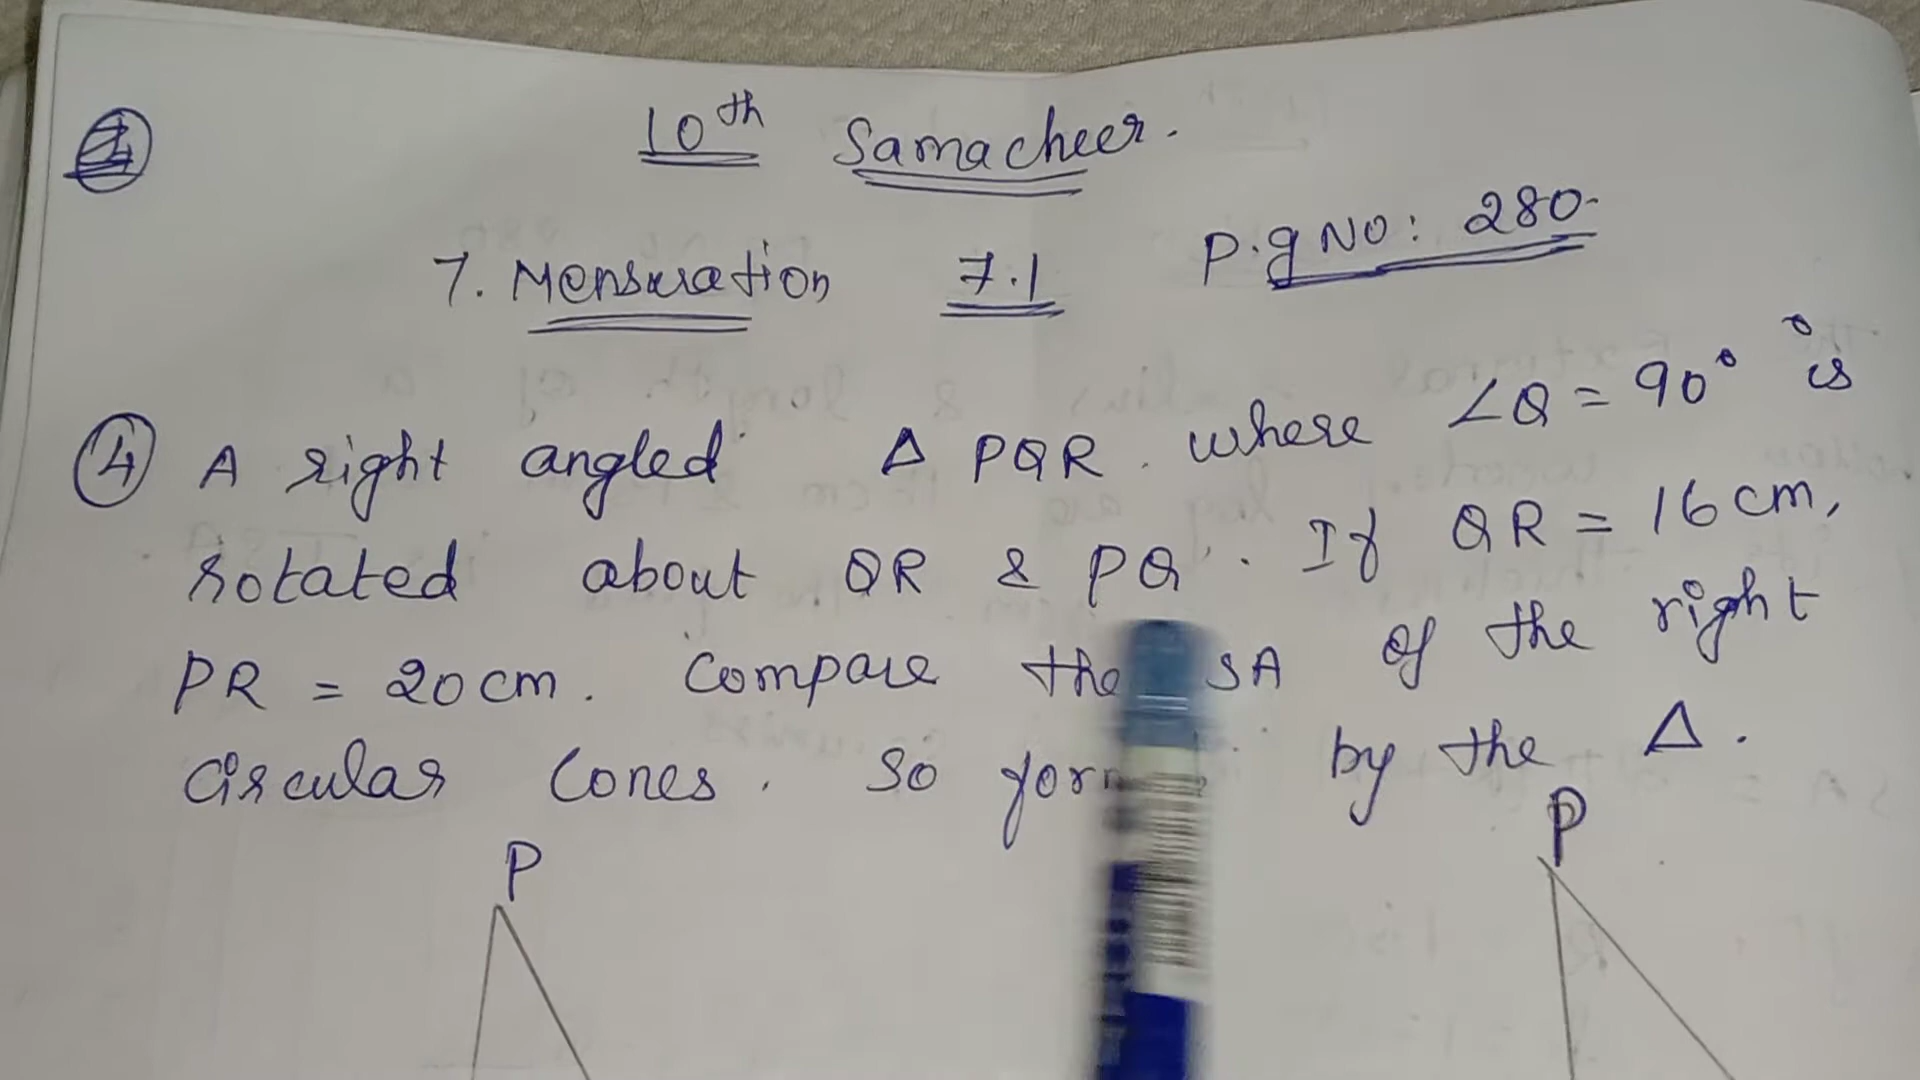 10th Samacheer.
7. Mensuration 7.1 P.g NO: 280.
4 A right angled Δ PQR. where ∠Q = 90° is
rotated about QR & PQ. If QR = 16 cm,
PR = 20 cm. Compare the SA of the right
circular Cones. So by the Δ.
P
P